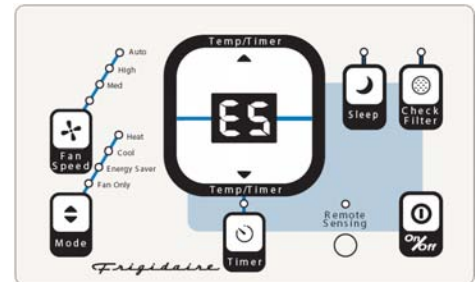 Temp/Timer
Auto
High
Med
Fan
Speed
ES
Sleep
Check
Filter
Heat
Cool
Energy Saver
Fan Only
Mode
Temp/Timer
Timer
Remote
Sensing
On/Off
Frigidaire